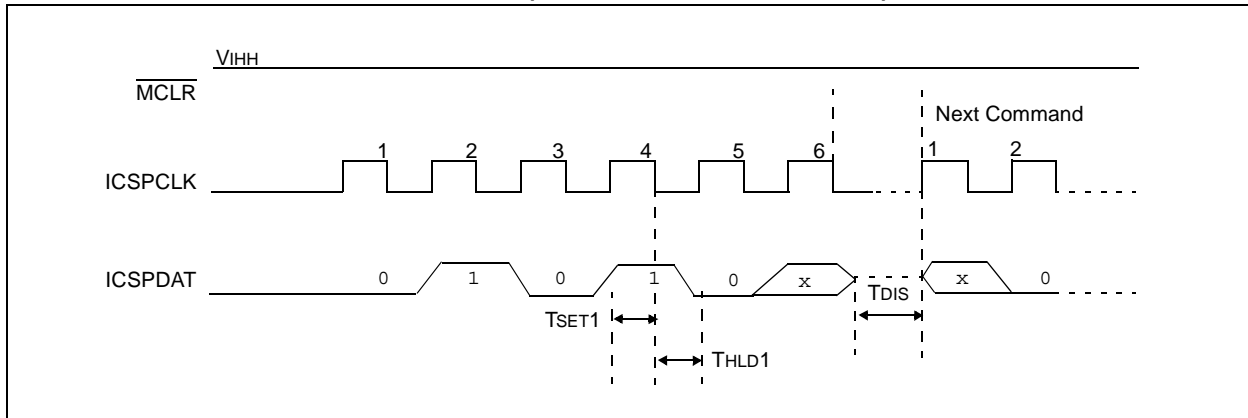 VIHH
MCLR
Next Command
1 2 3 4 5 6 1 2
ICSPCLK
ICSPDAT 0 1 0 1 0 x x 0
TDIS
TSET1
THLD1